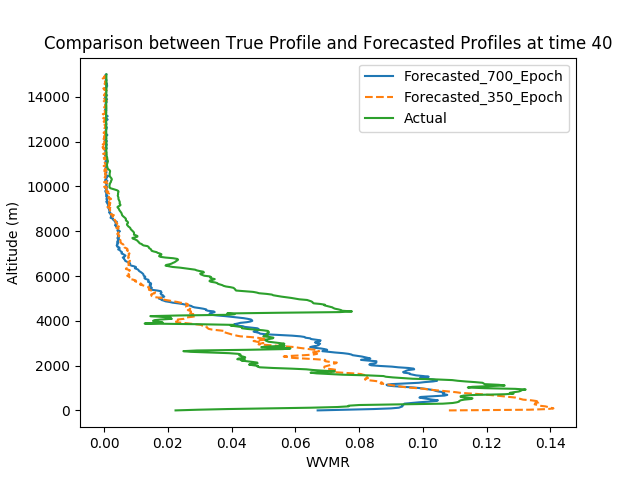 Comparison between True Profile and Forecasted Profiles at time 40
Forecasted_700_Epoch
Forecasted_350_Epoch
Actual
Altitude (m)
14000
12000
10000
8000
6000
4000
2000
0
0.00 0.02 0.04 0.06 0.08 0.10 0.12 0.14
WVMR